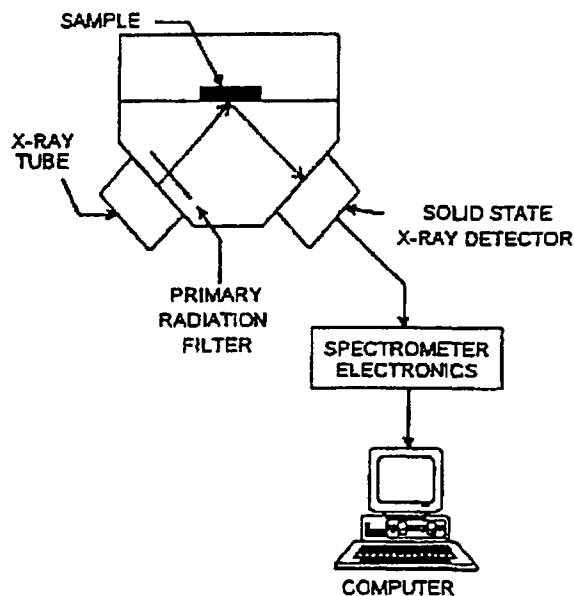 SAMPLE
X-RAY
TUBE
SOLID STATE
X-RAY DETECTOR
PRIMARY
RADIATION
FILTER
SPECTROMETER
ELECTRONICS
COMPUTER